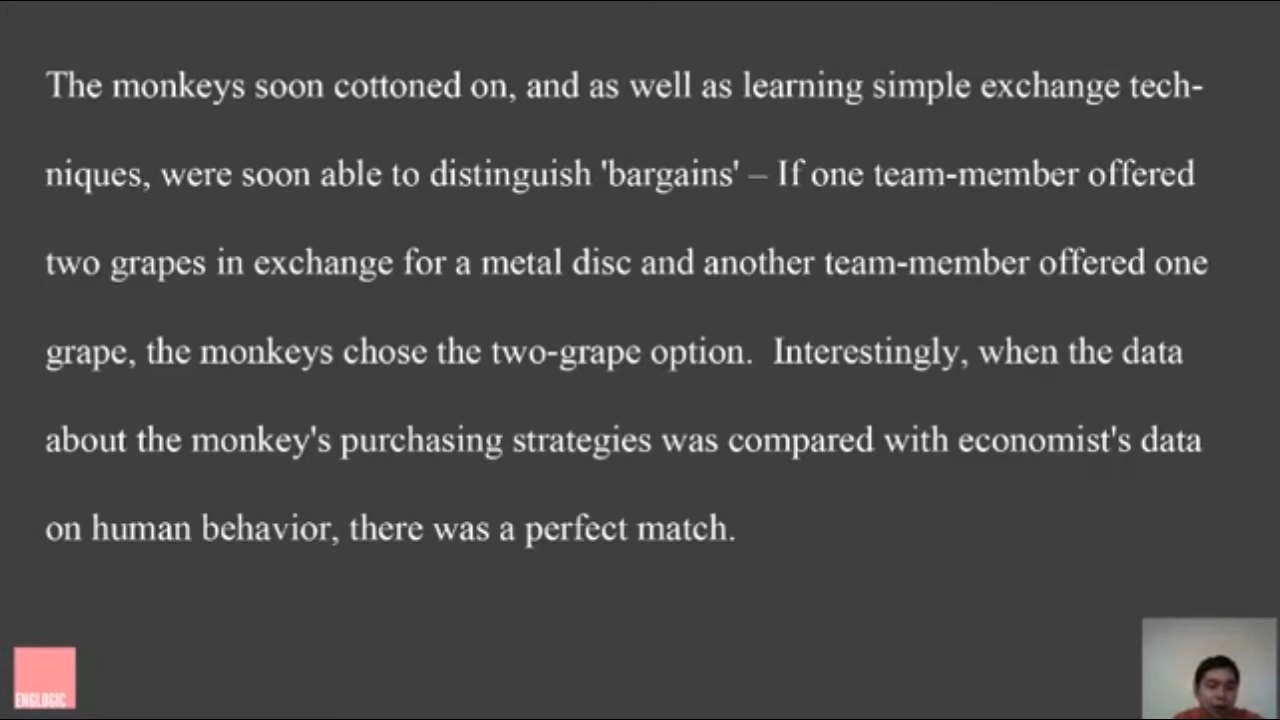 The monkeys soon cottoned on, and as well as learning simple exchange tech-
niques, were soon able to distinguish 'bargains' – If one team-member offered
two grapes in exchange for a metal disc and another team-member offered one
grape, the monkeys chose the two-grape option.  Interestingly, when the data
about the monkey's purchasing strategies was compared with economist's data
on human behavior, there was a perfect match.
ENGLOGIC